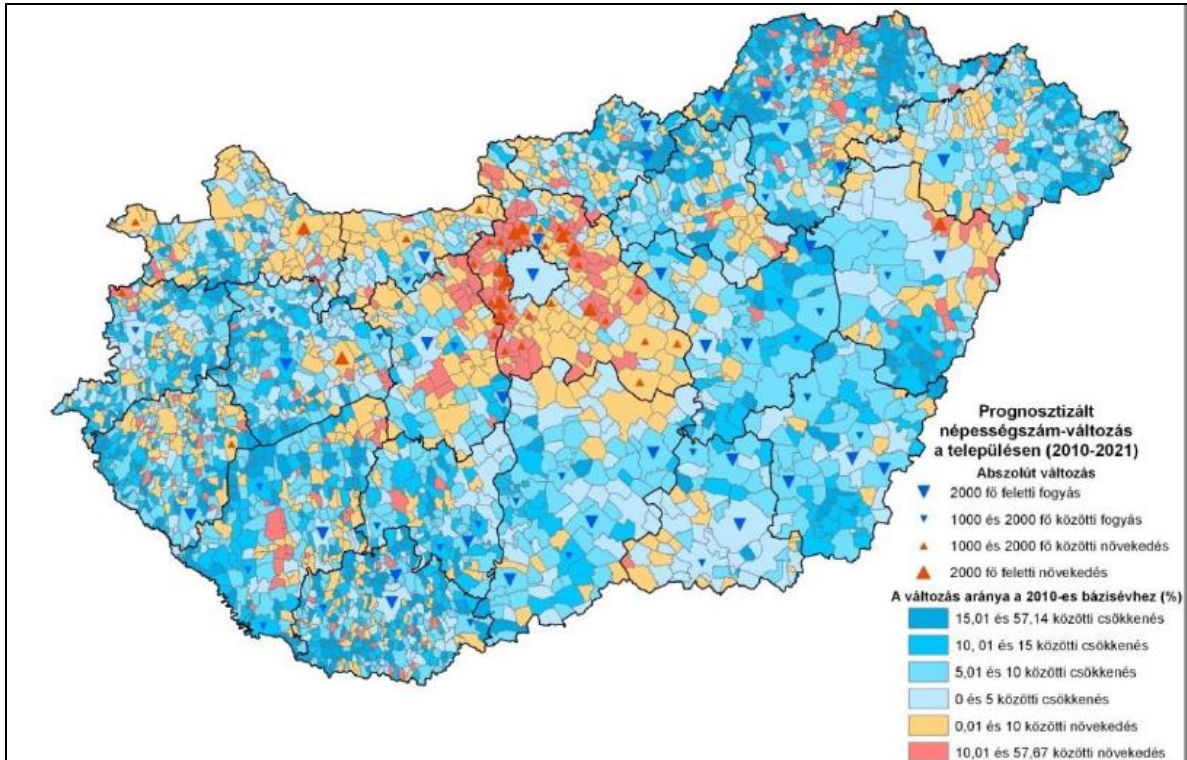 Prognosztizált
népességszám-változás
a településen (2010-2021)
Abszolút változás
2000 fő feletti fogyás
1000 és 2000 fő közötti fogyás
1000 és 2000 fő közötti növekedés
2000 fő feletti növekedés
A változás aránya a 2010-es bázisévhez (%)
15,01 és 57,14 közötti csökkenés
10, 01 és 15 közötti csökkenés
5,01 és 10 közötti csökkenés
0 és 5 közötti csökkenés
0,01 és 10 közötti növekedés
10,01 és 57,67 közötti növekedés